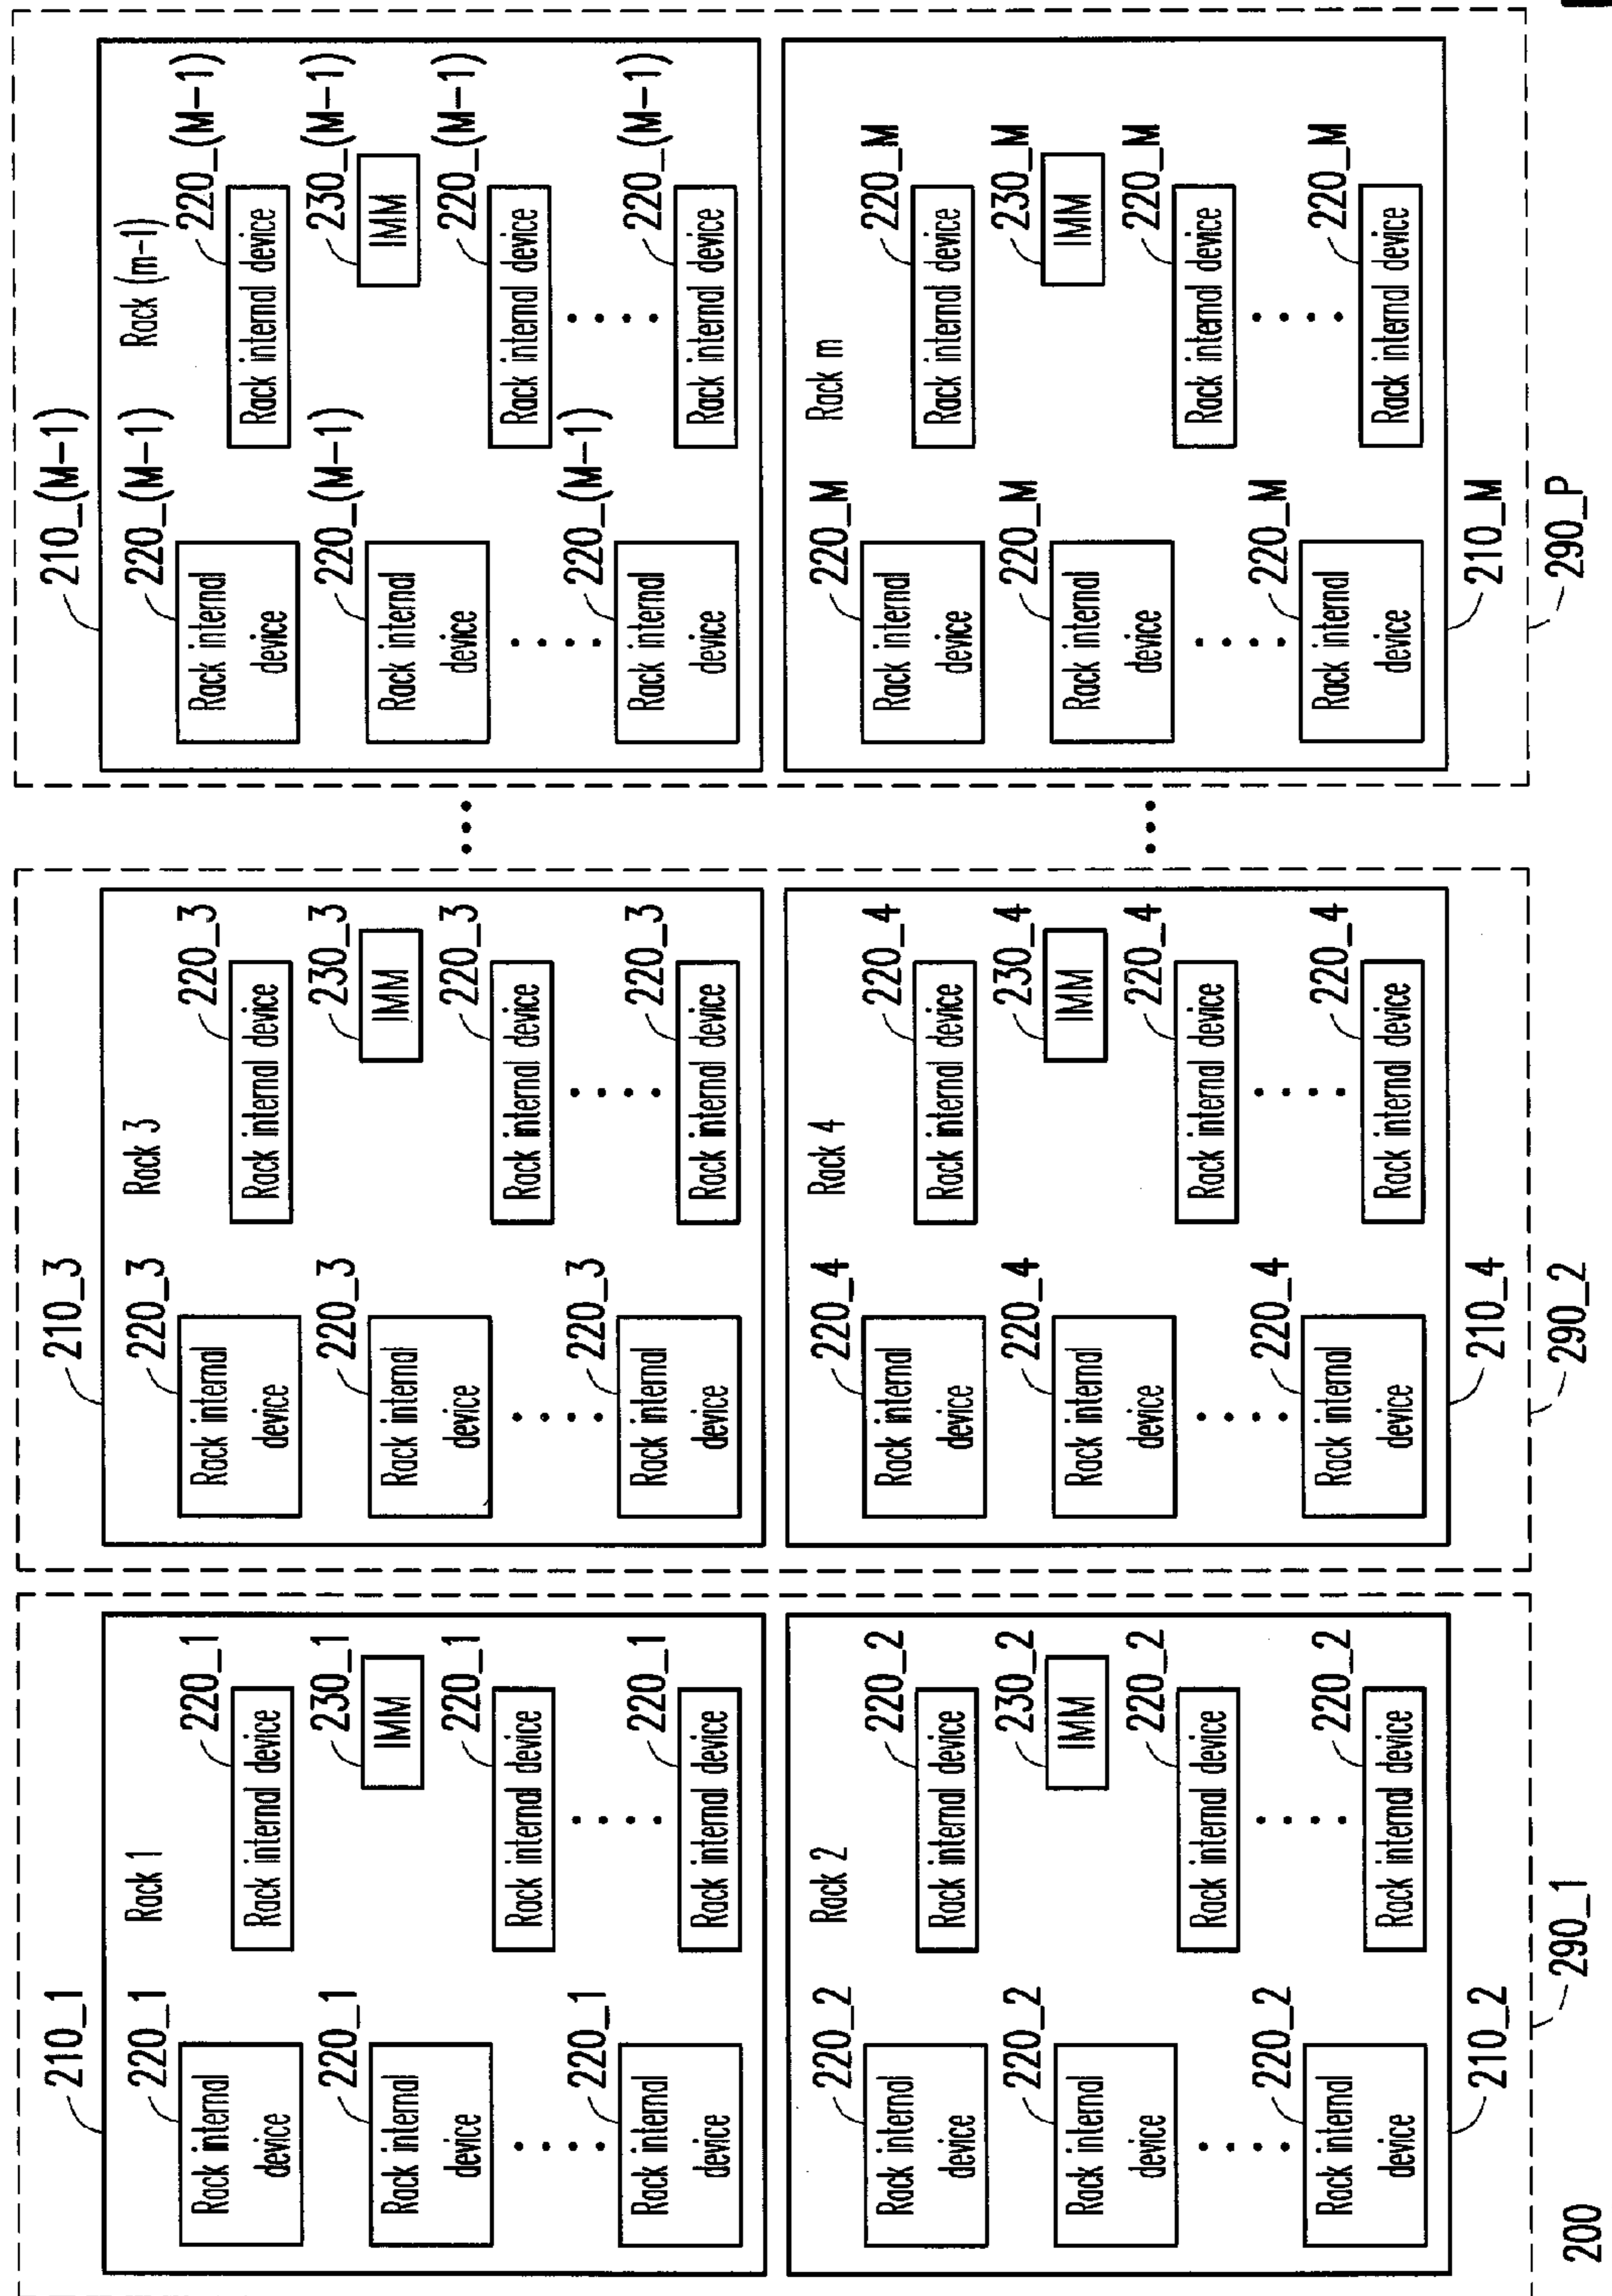 210_1
Rack 1
220_1
Rack internal
device
220_1
Rack internal device
220_1
Rack internal
device
230_1
IMM
220_1
Rack internal device
220_1
Rack internal
device
220_1
Rack internal device
Rack 2
220_2
Rack internal
device
220_2
Rack internal device
220_2
Rack internal
device
230_2
IMM
220_2
Rack internal device
220_2
Rack internal
device
220_2
Rack internal device
210_2
290_1
210_3
Rack 3
220_3
Rack internal
device
220_3
Rack internal device
220_3
Rack internal
device
230_3
IMM
220_3
Rack internal device
220_3
Rack internal
device
220_3
Rack internal device
Rack 4
220_4
Rack internal
device
220_4
Rack internal device
220_4
Rack internal
device
230_4
IMM
220_4
Rack internal device
220_4
Rack internal
device
220_4
Rack internal device
210_4
290_2
210_(M-1)
Rack (m-1)
220_(M-1)
Rack internal
device
220_(M-1)
Rack internal device
220_(M-1)
Rack internal
device
230_(M-1)
IMM
220_(M-1)
Rack internal device
220_(M-1)
Rack internal
device
220_(M-1)
Rack internal device
Rack m
220_M
Rack internal
device
220_M
Rack internal device
220_M
Rack internal
device
230_M
IMM
220_M
Rack internal device
220_M
Rack internal
device
220_M
Rack internal device
210_M
290_P
200